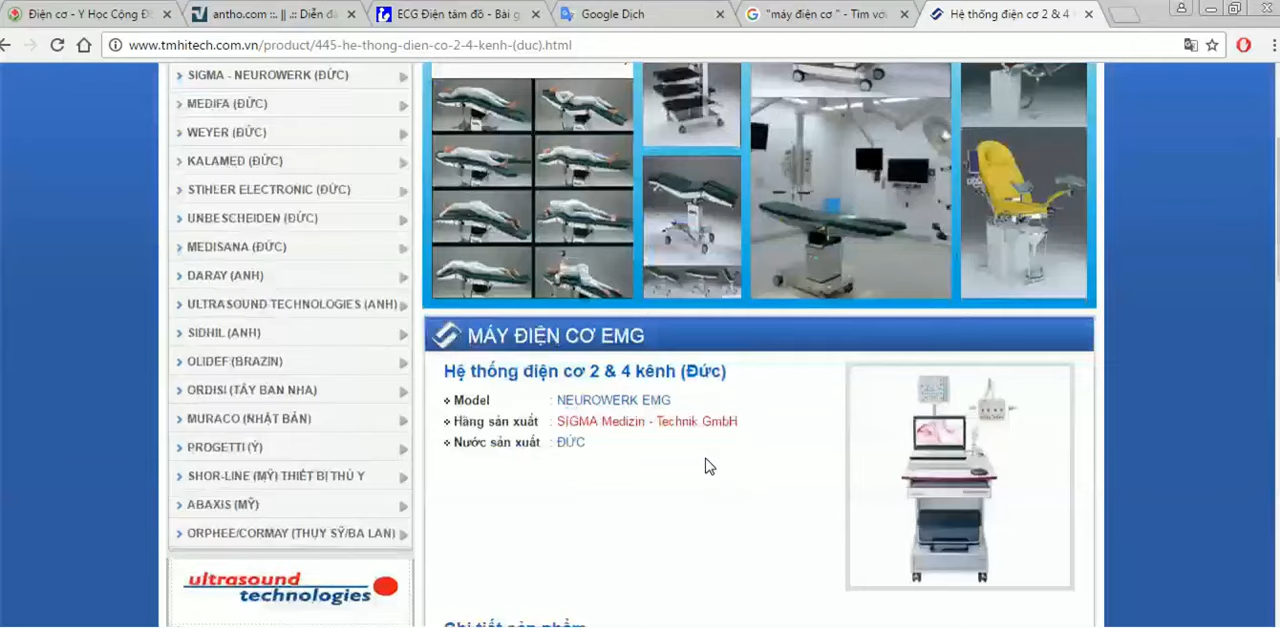 Điện cơ - Y Học Cộng Đ
antho.com ::. || .:: Diễn đà
ECG Điện tâm đồ - Bài g
Google Dịch
"máy điện cơ " - Tìm vớ
Hệ thống điện cơ 2 & 4
www.tmhitech.com.vn/product/445-he-thong-dien-co-2-4-kenh-(duc).html
SIGMA - NEUROWERK (ĐỨC)
MEDIFA (ĐỨC)
WEYER (ĐỨC)
KALAMED (ĐỨC)
STIHLER ELECTRONIC (ĐỨC)
UNBESCHEIDEN (ĐỨC)
MEDISANA (ĐỨC)
DARAY (ANH)
ULTRASOUND TECHNOLOGIES (ANH)
SIDHIL (ANH)
OLIDEF (BRAZIN)
ORDISI (TÂY BAN NHA)
MURACO (NHẬT BẢN)
PROGETTI (Ý)
SHOR-LINE (MỸ) THIẾT BỊ THÚ Y
ABAXIS (MỸ)
ORPHEE/CORMAY (THỤY SỸ/BA LAN)
ultrasound
technologies
MÁY ĐIỆN CƠ EMG
Hệ thống điện cơ 2 & 4 kênh (Đức)
Model : NEUROWERK EMG
Hãng sản xuất : SIGMA Medizin - Technik GmbH
Nước sản xuất : ĐỨC
Chi tiết sản phẩm